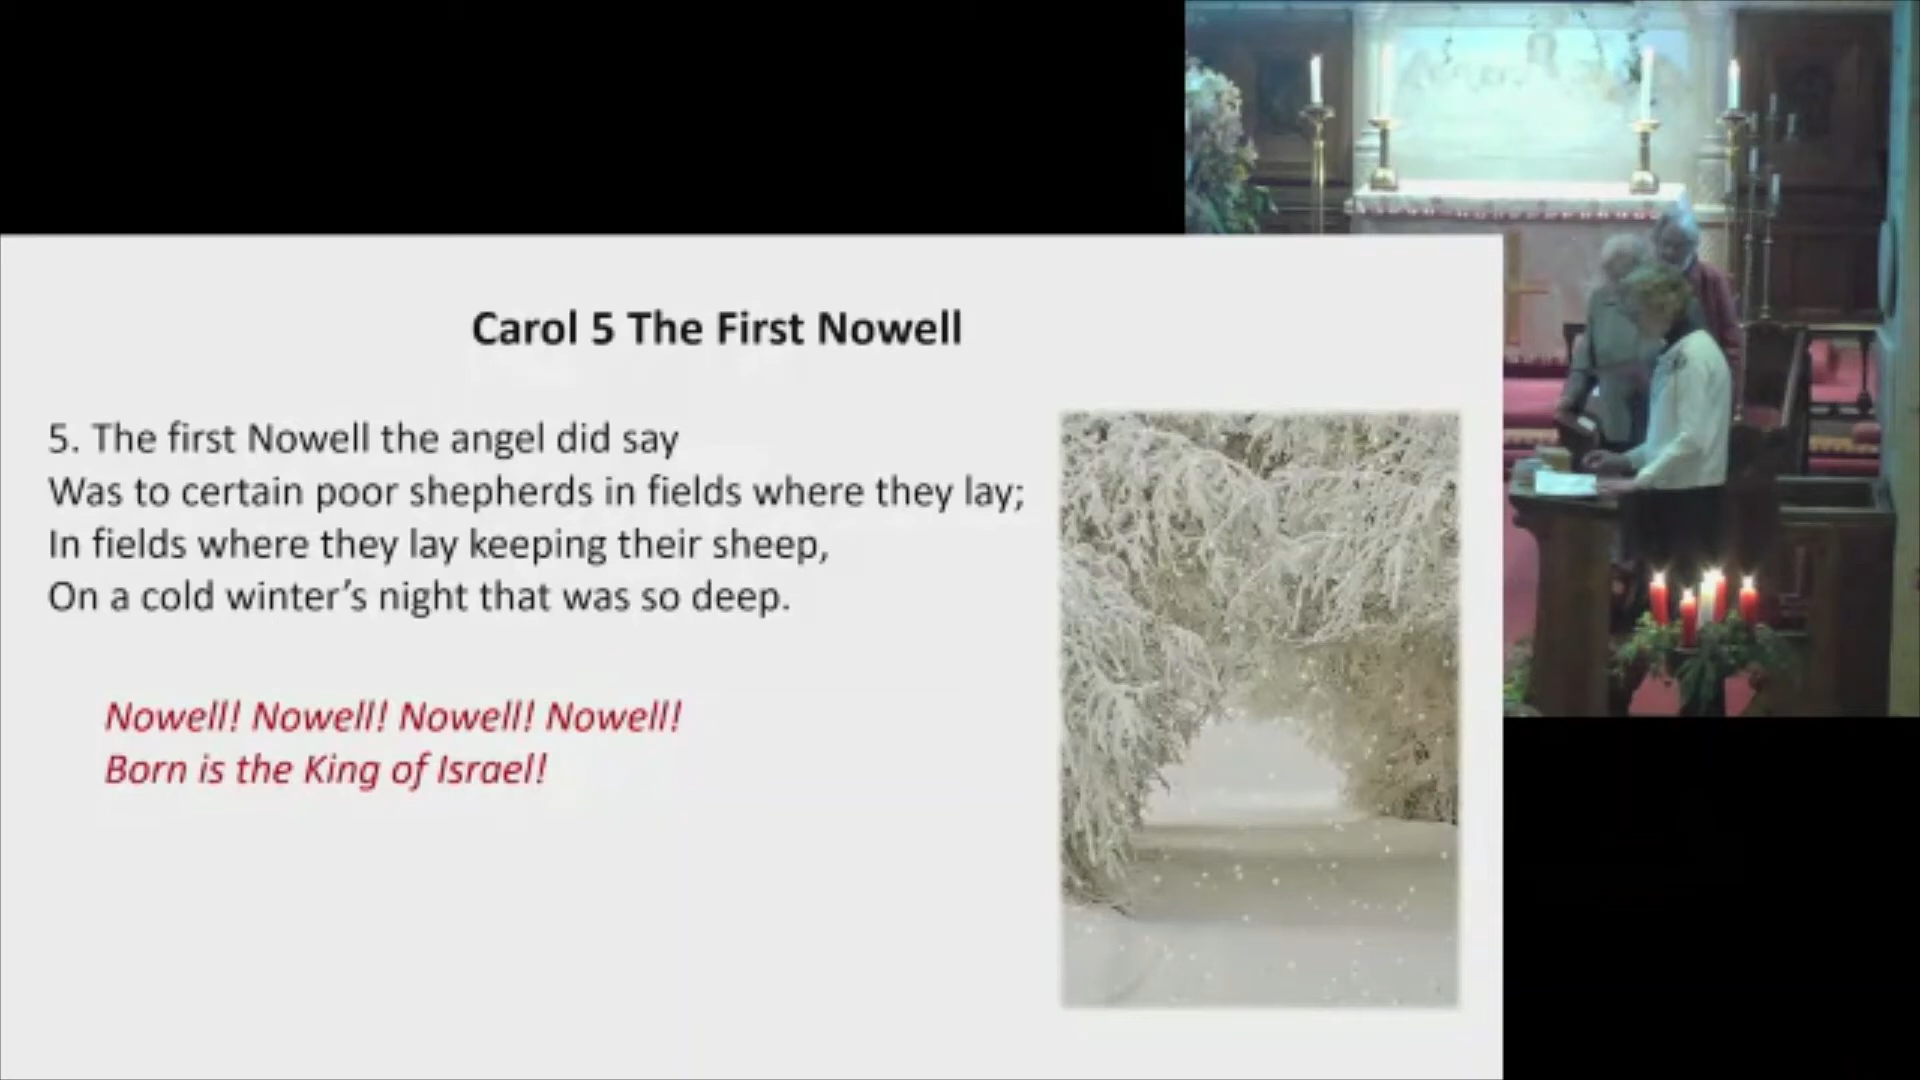 Carol 5 The First Nowell
5. The first Nowell the angel did say
Was to certain poor shepherds in fields where they lay;
In fields where they lay keeping their sheep,
On a cold winter’s night that was so deep.
Nowell! Nowell! Nowell! Nowell!
Born is the King of Israel!